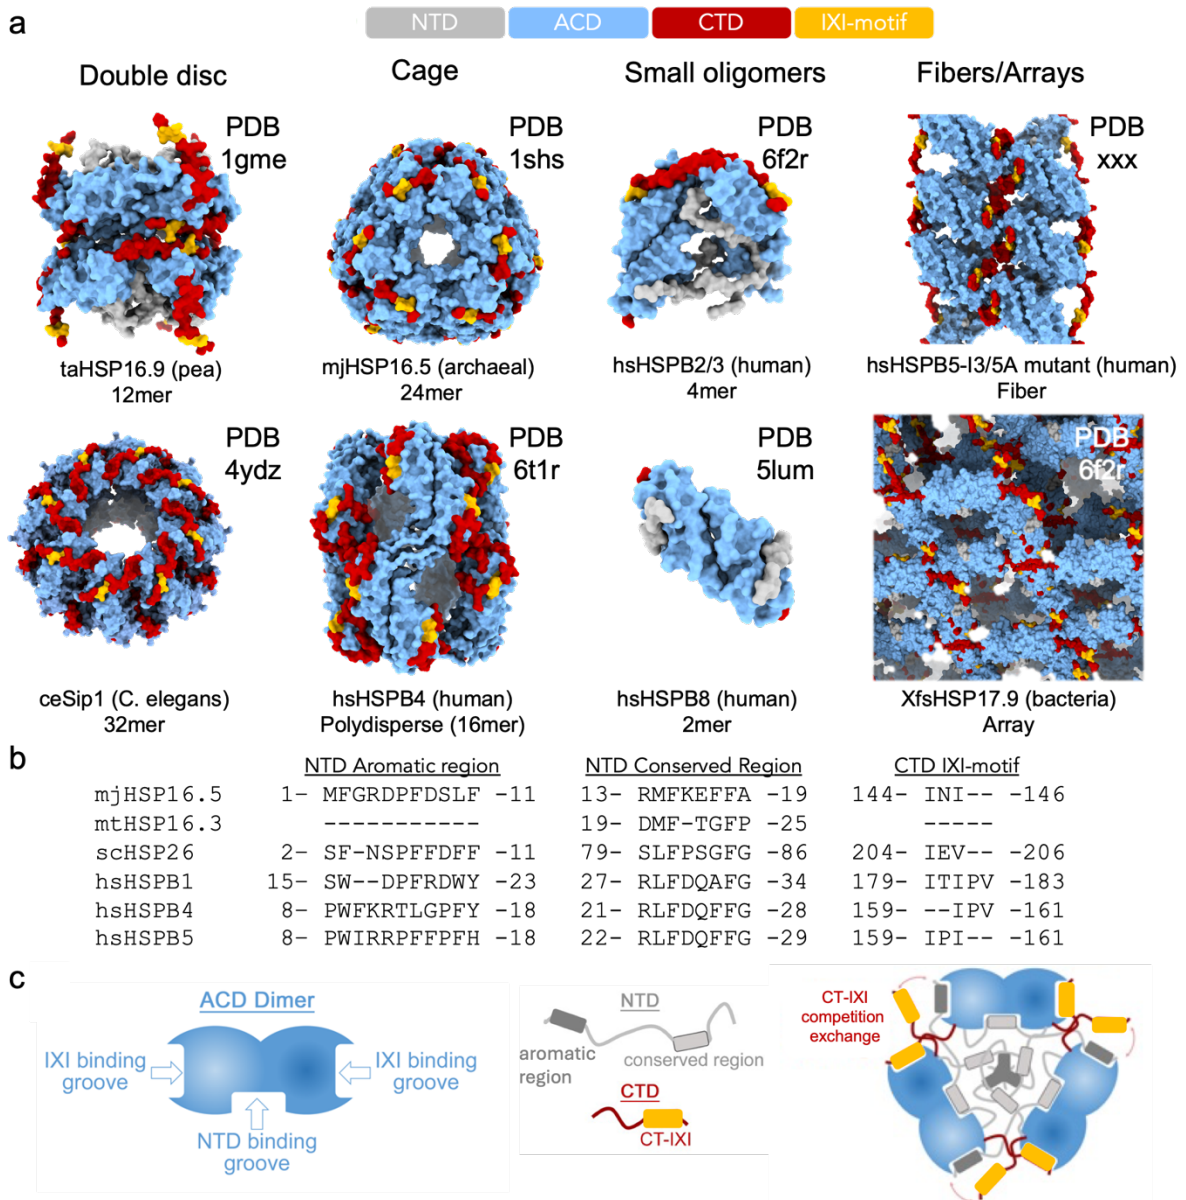 a
NTD ACD CTD IXI-motif
Double disc Cage Small oligomers Fibers/Arrays
PDB 1gme
PDB 1shs
PDB 6f2r
PDB xxx
taHSP16.9 (pea)
12mer
mjHSP16.5 (archaeal)
24mer
hsHSPB2/3 (human)
4mer
hsHSPB5-I3/5A mutant (human)
Fiber
PDB 4ydz
PDB 6t1r
PDB 5lum
PDB 6f2r
ceSip1 (C. elegans)
32mer
hsHSPB4 (human)
Polydisperse (16mer)
hsHSPB8 (human)
2mer
XfsHSP17.9 (bacteria)
Array
b
NTD Aromatic region NTD Conserved Region CTD IXI-motif
mjHSP16.5 1– MFGRDPFDSLF -11 13- RMFKEFFA -19 144- INI-- -146
mtHSP16.3 ----------- 19- DMF-TGFP -25 -----
scHSP26 2– SF-NSPFFDFF -11 79- SLFPSGFG -86 204- IEV-- -206
hsHSPB1 15– SW--DPFRDWY -23 27- RLFDQAFG -34 179- ITIPV -183
hsHSPB4 8– PWFKRTLGPFY -18 21- RLFDQFFG -28 159- --IPV -161
hsHSPB5 8– PWIRRPFFPFH -18 22- RLFDQFFG -29 159- IPI-- -161
c
ACD Dimer
IXI binding
groove
IXI binding
groove
NTD binding
groove
NTD
aromatic
region
conserved region
CTD
CT-IXI
CT-IXI
competition
exchange